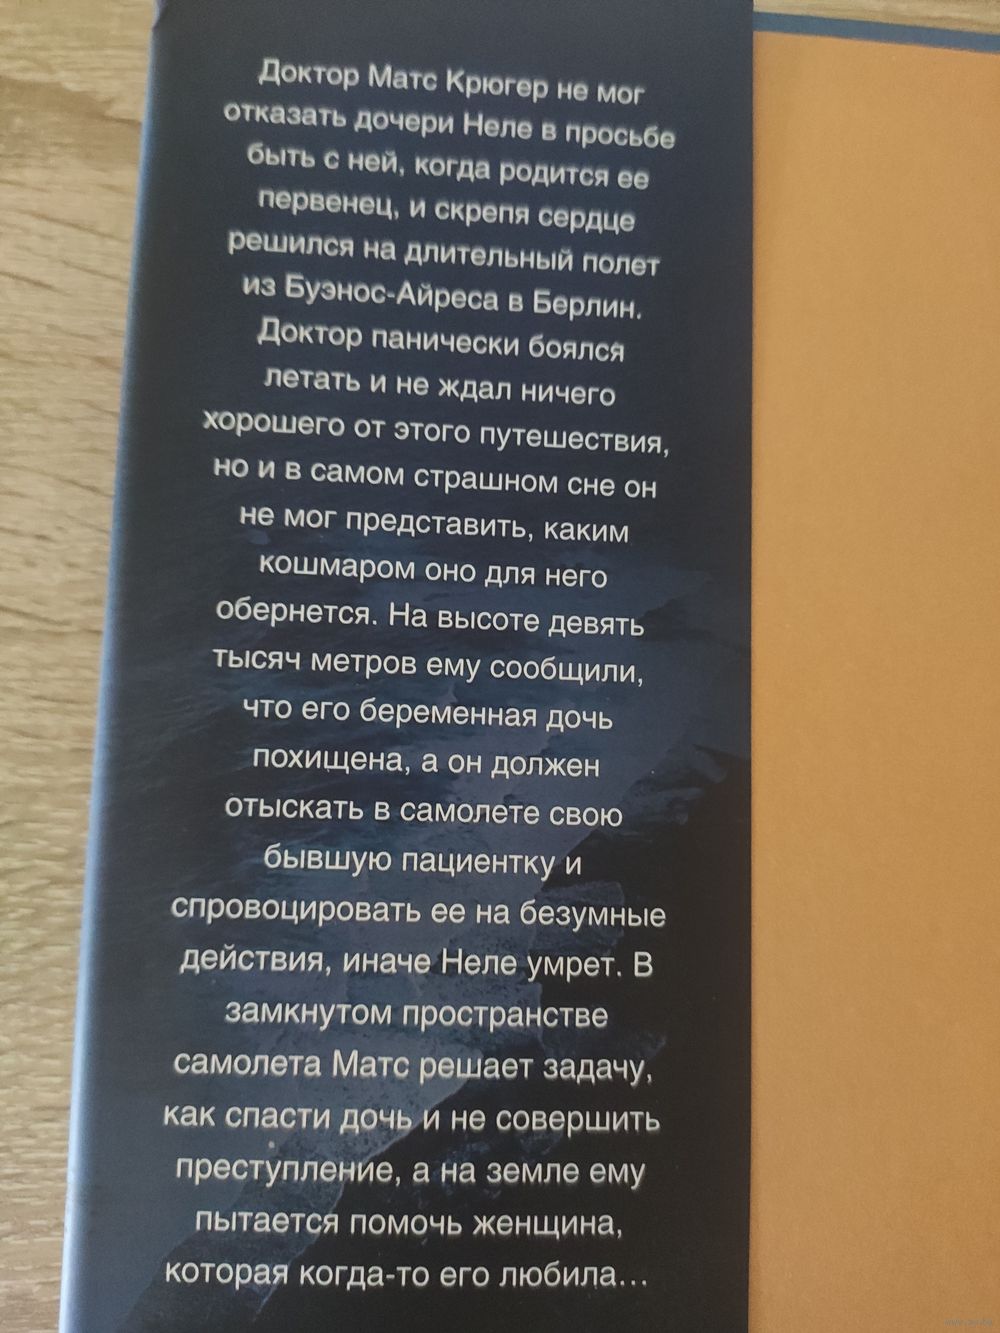 Доктор Матс Крюгер не мог
отказать дочери Неле в просьбе
быть с ней, когда родится ее
первенец, и скрепя сердце
решился на длительный полет
из Буэнос-Айреса в Берлин.
Доктор панически боялся
летать и не ждал ничего
хорошего от этого путешествия,
но и в самом страшном сне он
не мог представить, каким
кошмаром оно для него
обернется. На высоте девять
тысяч метров ему сообщили,
что его беременная дочь
похищена, а он должен
отыскать в самолете свою
бывшую пациентку и
спровоцировать ее на безумные
действия, иначе Неле умрет. В
замкнутом пространстве
самолета Матс решает задачу,
как спасти дочь и не совершить
преступление, а на земле ему
пытается помочь женщина,
которая когда-то его любила...